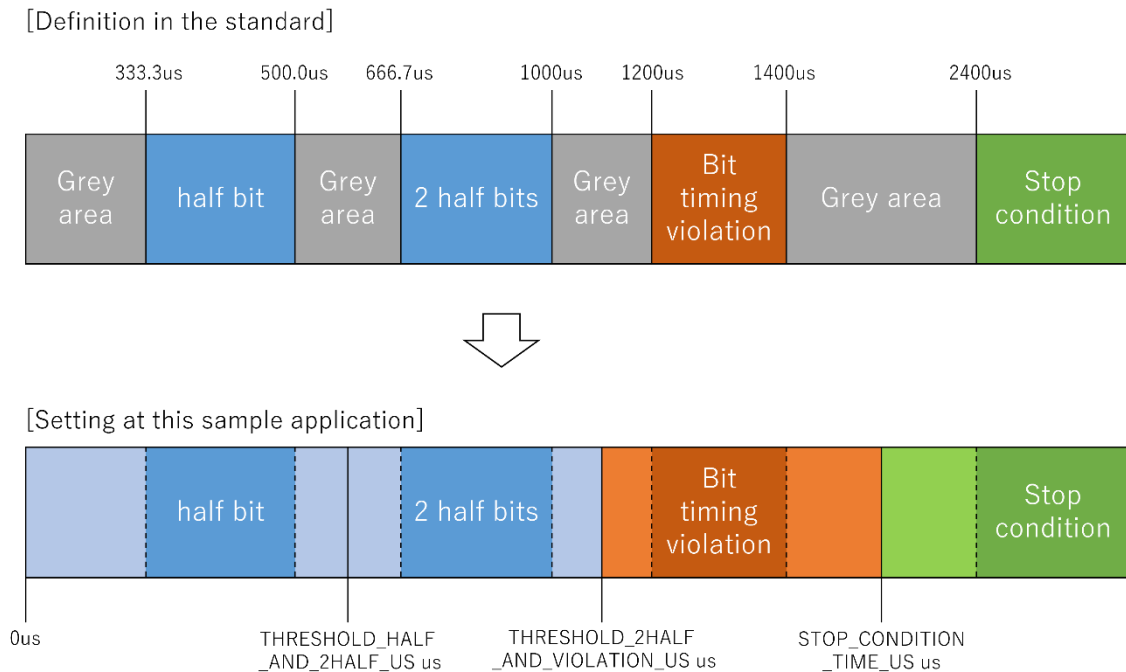 [Definition in the standard]
333.3us 500.0us 666.7us 1000us 1200us 1400us 2400us
Grey
area
half bit
Grey
area
2 half bits
Grey
area
Bit
timing
violation
Grey area
Stop
condition
[Setting at this sample application]
half bit
2 half bits
Bit
timing
violation
Stop
condition
0us
THRESHOLD_HALF
_AND_2HALF_US us
THRESHOLD_2HALF
_AND_VIOLATION_US us
STOP_CONDITION
_TIME_US us